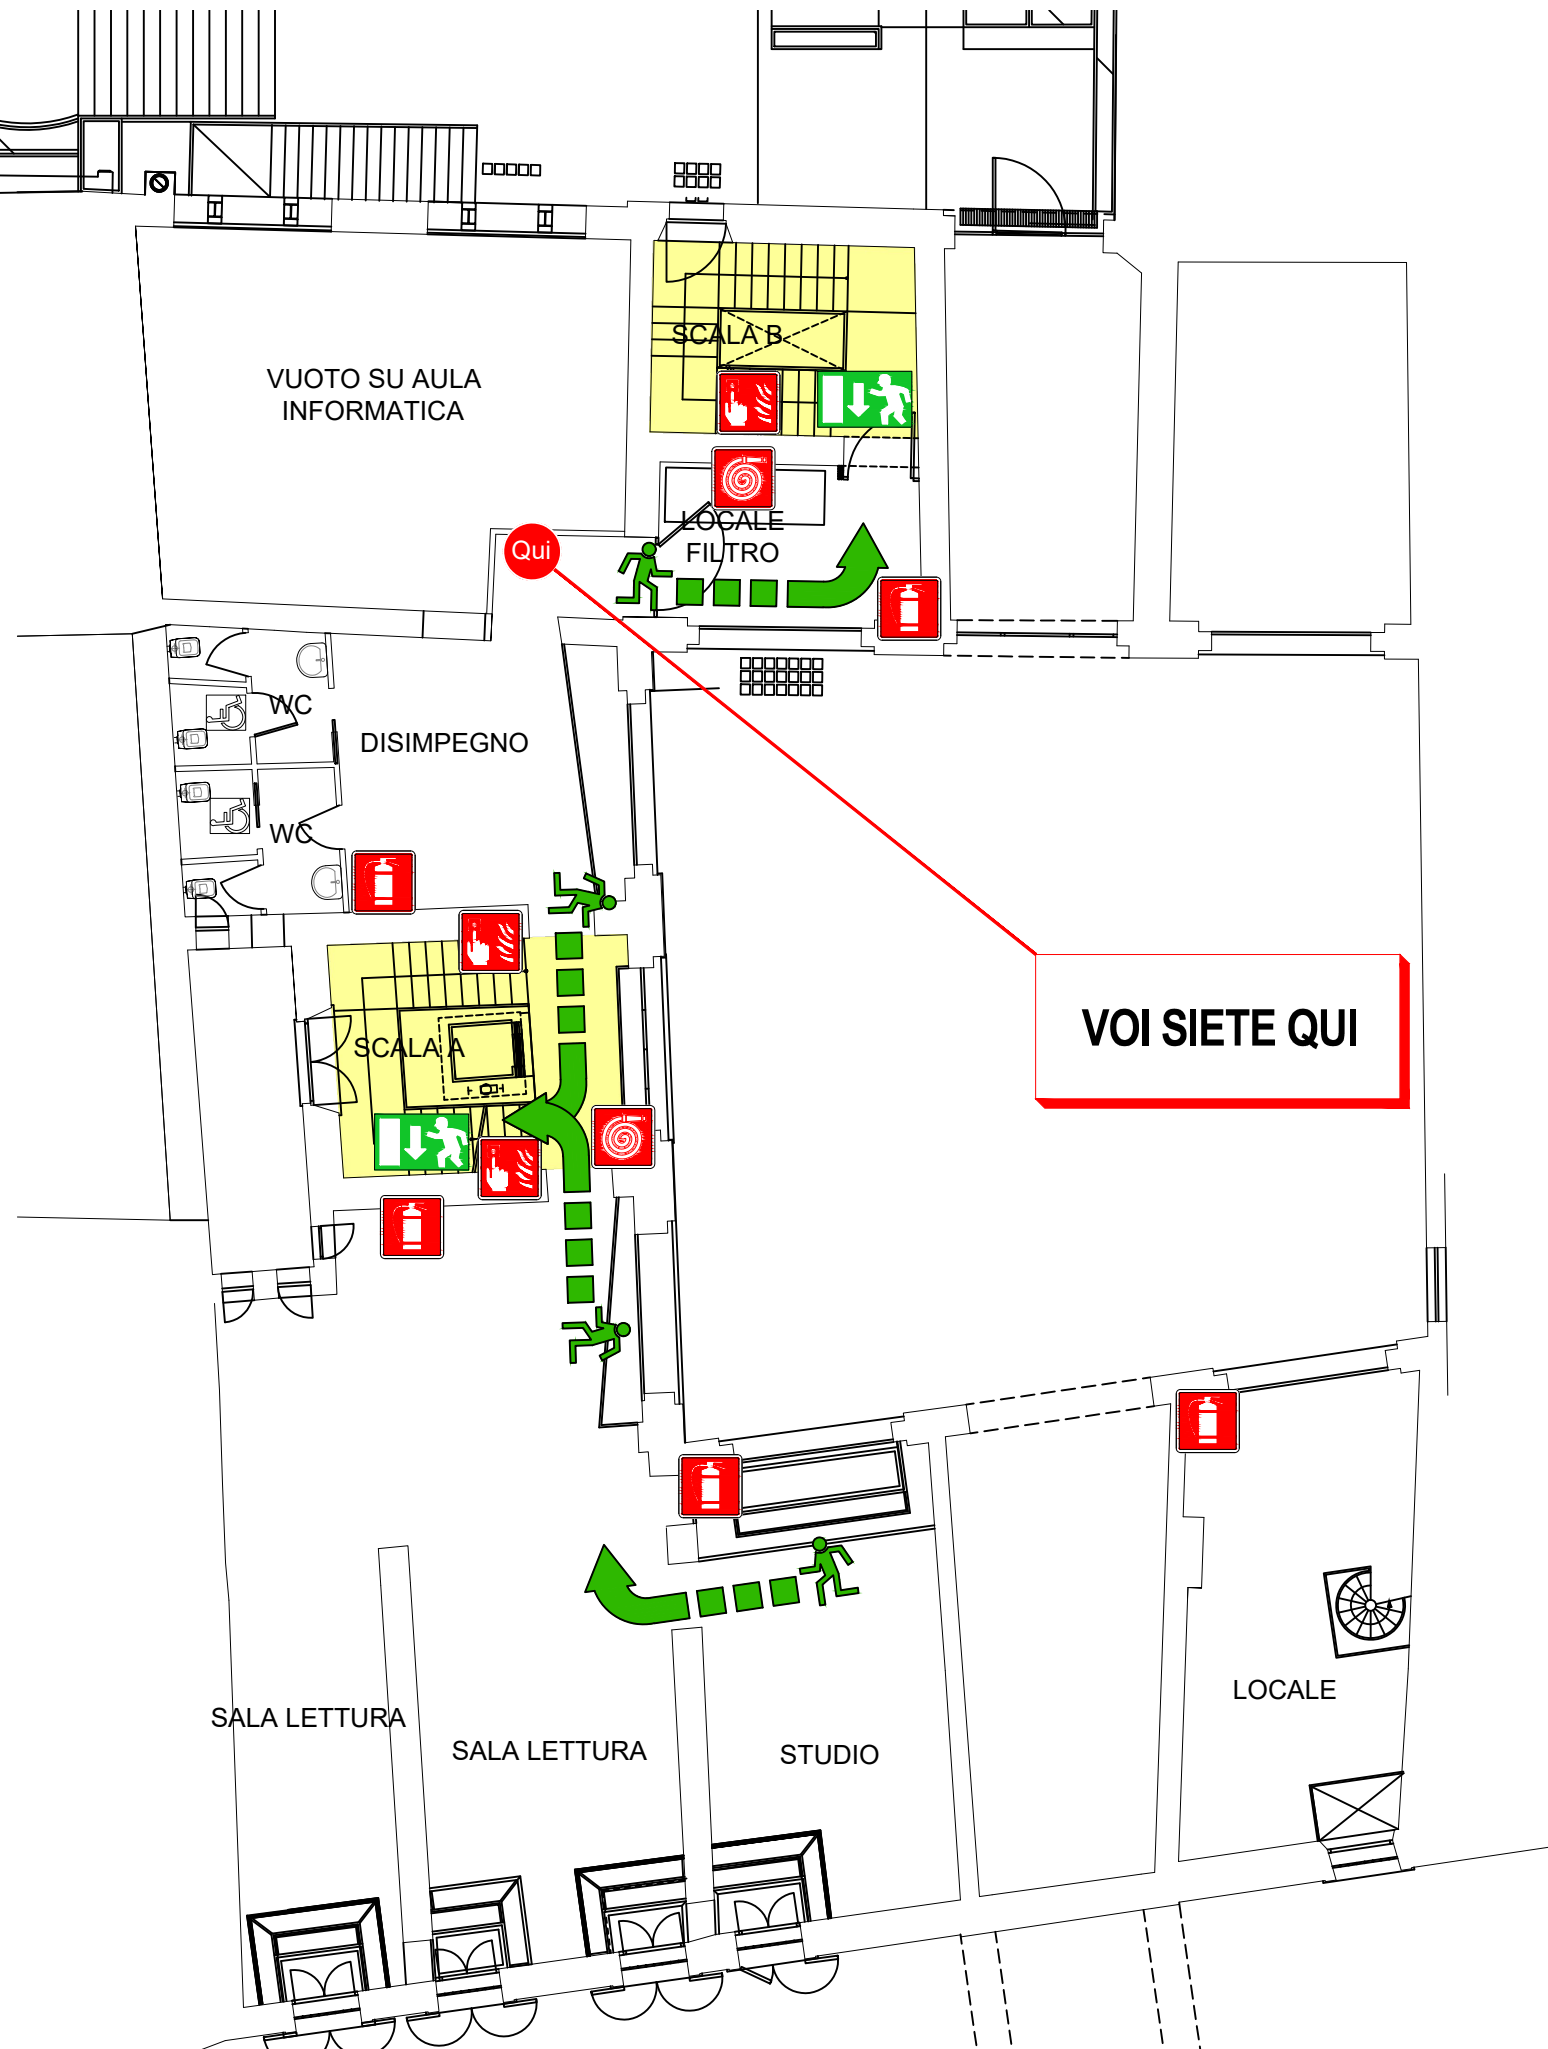 SCALA B
VUOTO SU AULA
INFORMATICA
LOCALE
FILTRO
Qui
WC
DISIMPEGNO
WC
VOI SIETE QUI
SCALA A
LOCALE
SALA LETTURA
SALA LETTURA
STUDIO